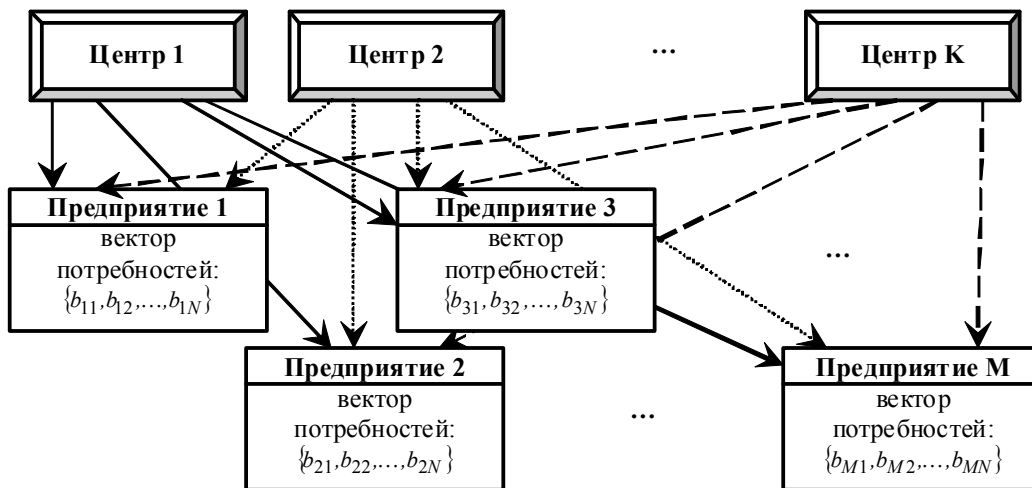 Центр 1
Центр 2
...
Центр K
Предприятие 1
вектор
потребностей:
{b11,b12,...,b1N}
Предприятие 3
вектор
потребностей:
{b31,b32,...,b3N}
...
Предприятие 2
вектор
потребностей:
{b21,b22,...,b2N}
...
Предприятие M
вектор
потребностей:
{bM1,bM2,...,bMN}